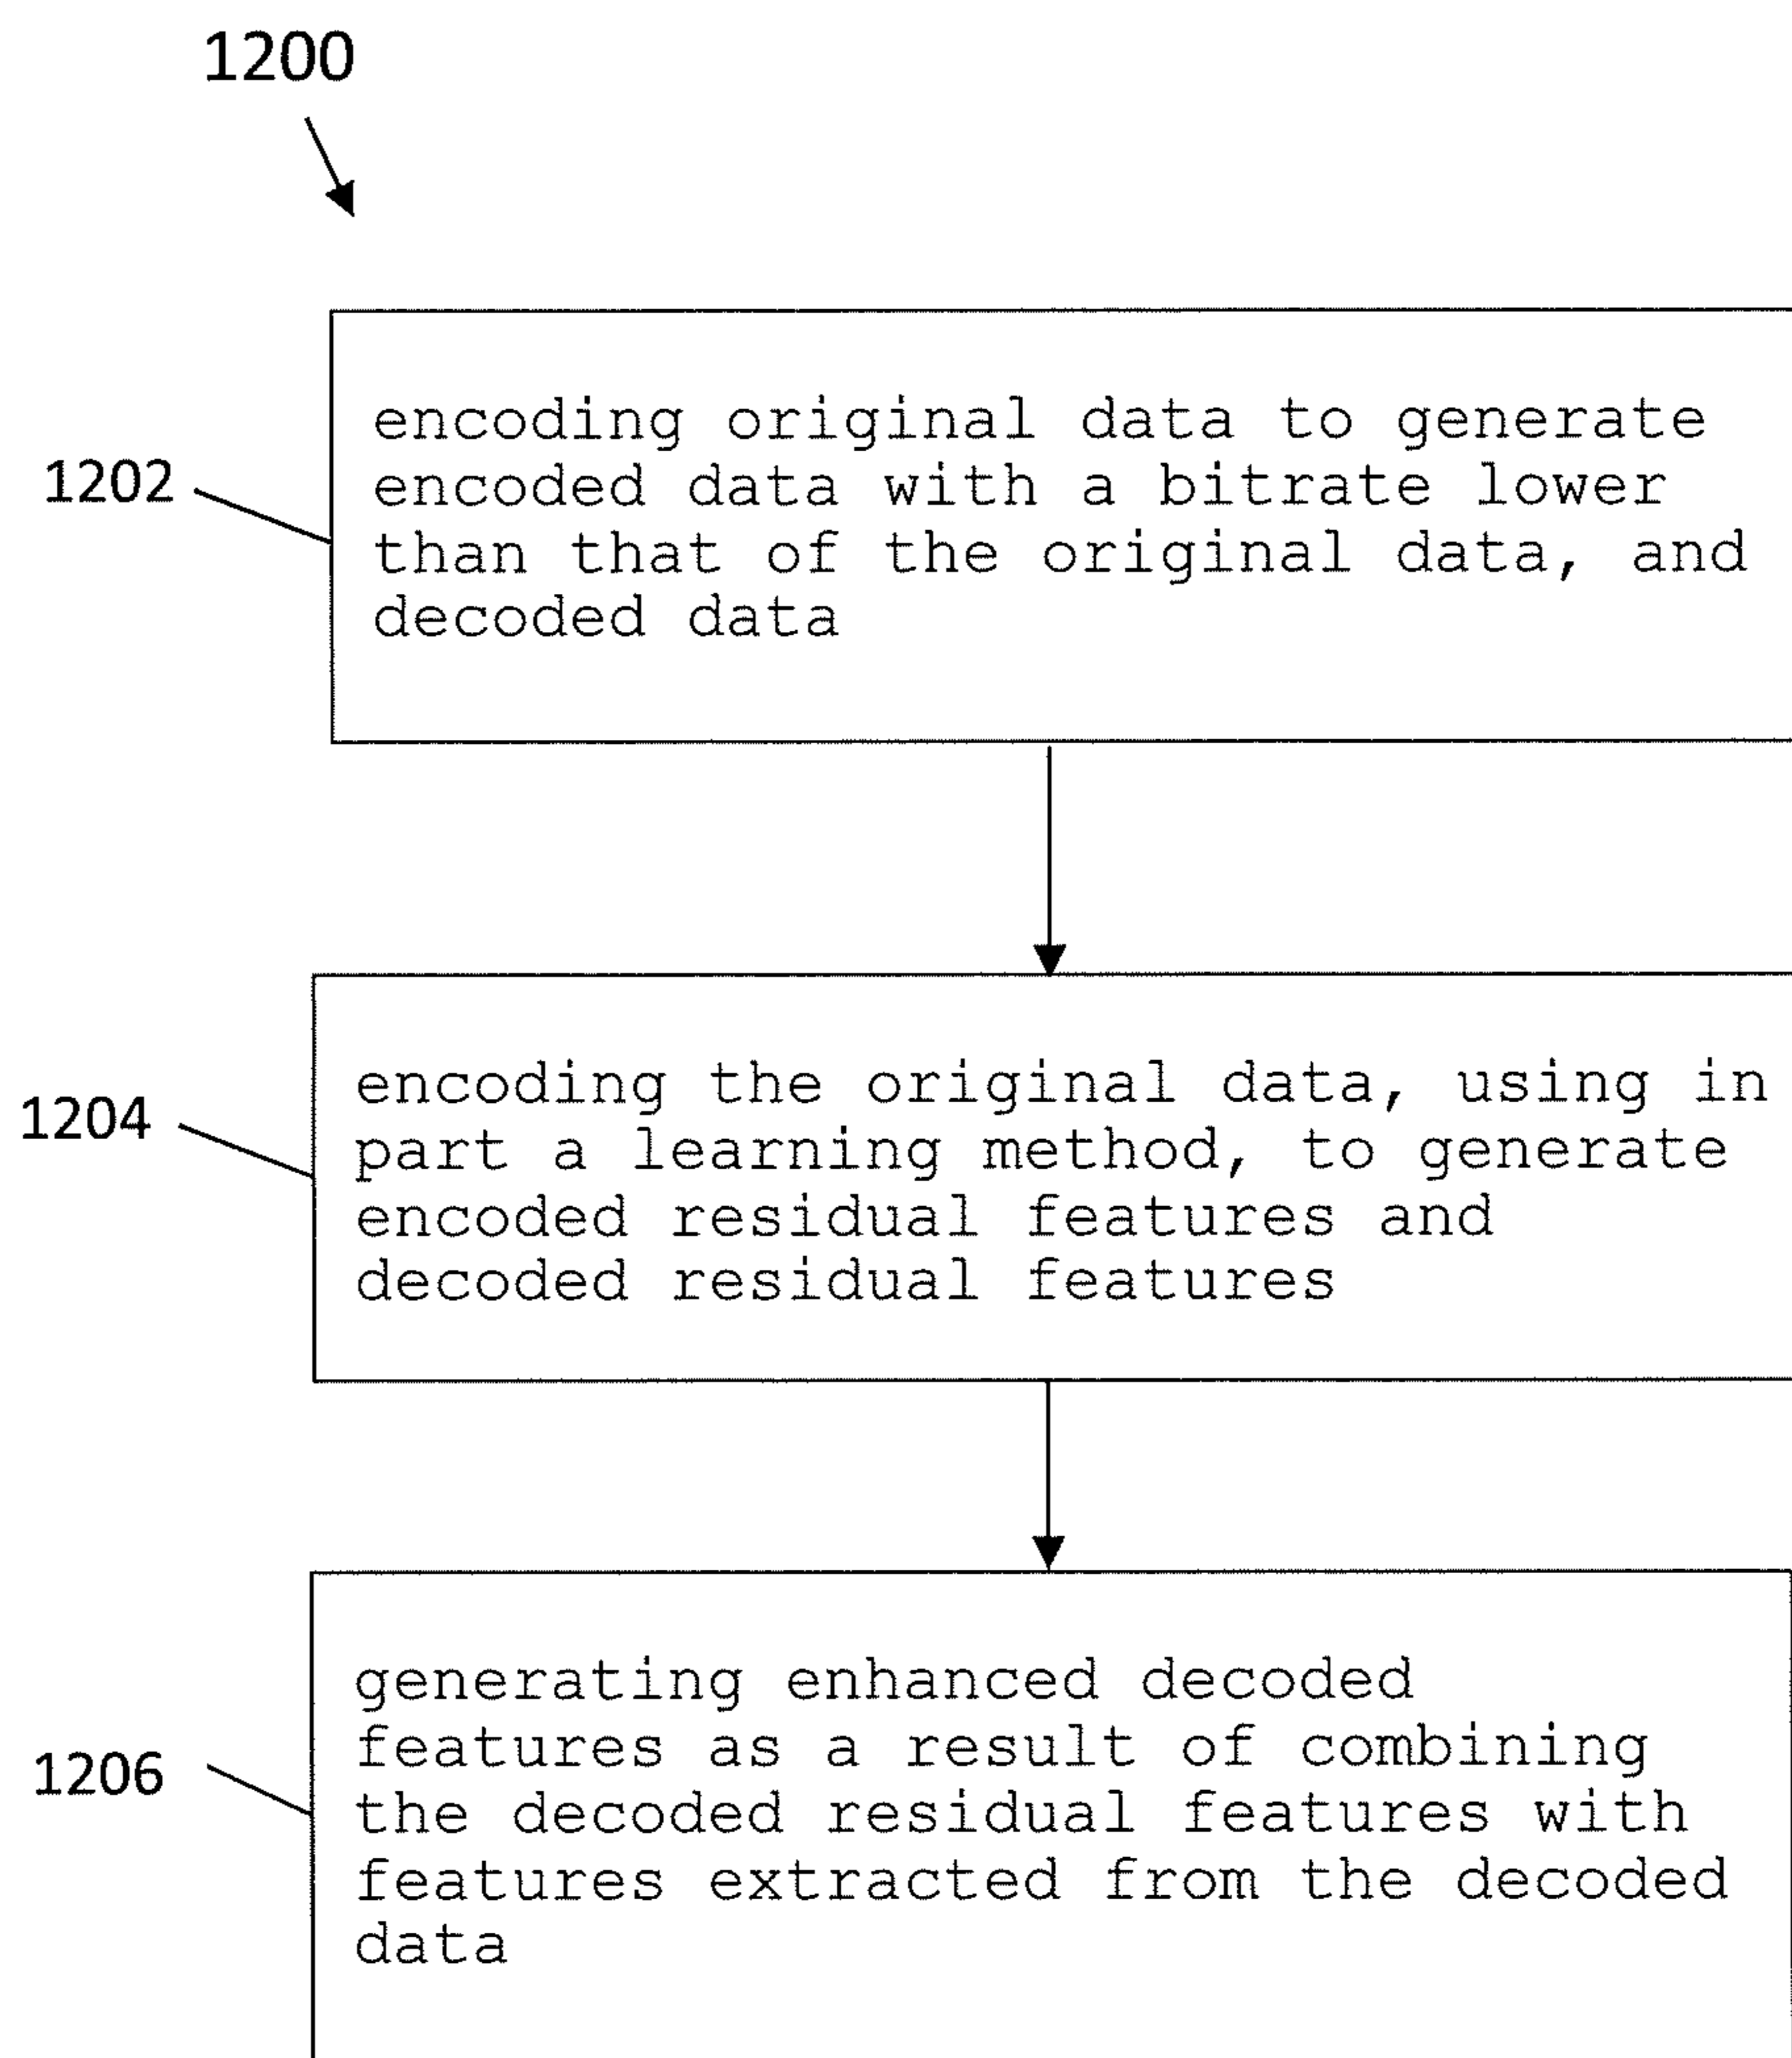 1200
1202
encoding original data to generate
encoded data with a bitrate lower
than that of the original data, and
decoded data
1204
encoding the original data, using in
part a learning method, to generate
encoded residual features and
decoded residual features
1206
generating enhanced decoded
features as a result of combining
the decoded residual features with
features extracted from the decoded
data